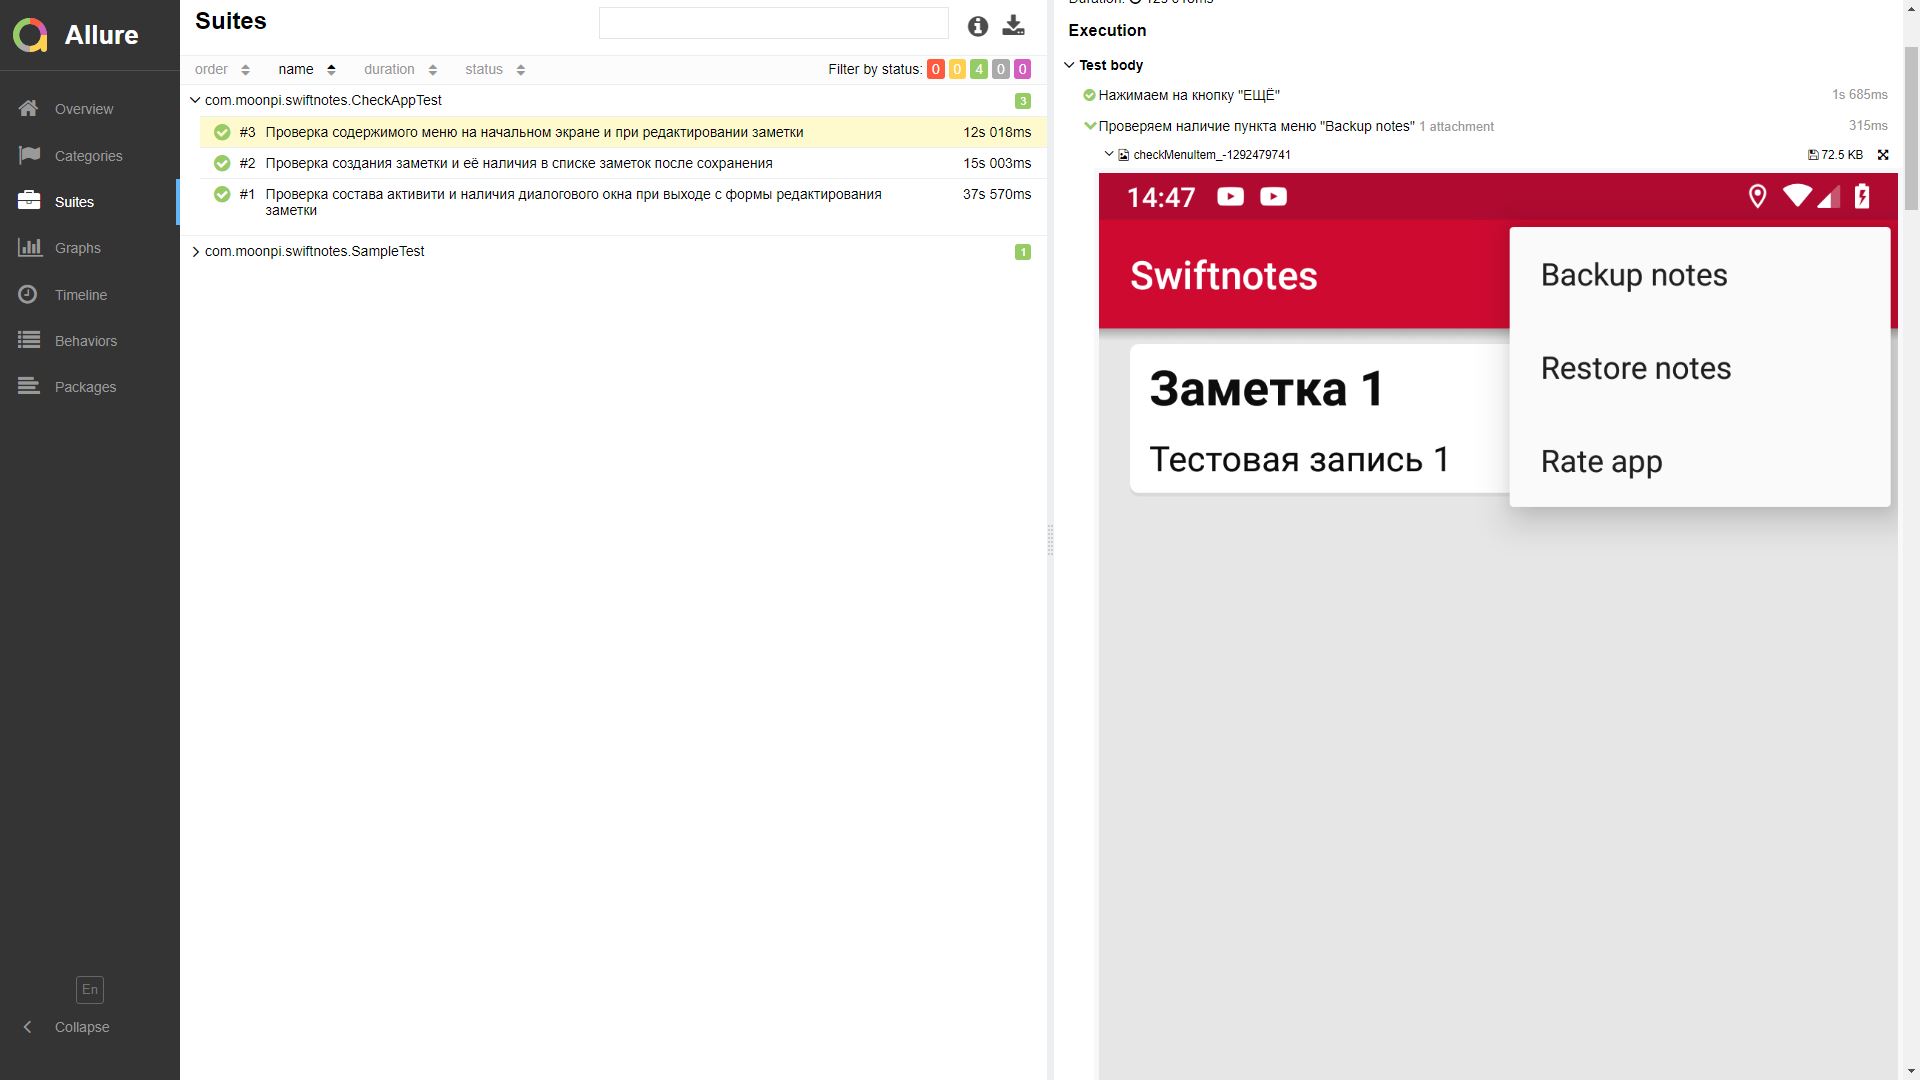 Allure
Overview
Categories
Suites
Graphs
Timeline
Behaviors
Packages
En
Collapse
Suites
order name duration status Filter by status: 0 0 4 0 0
com.moonpi.swiftnotes.CheckAppTest 3
#3 Проверка содержимого меню на начальном экране и при редактировании заметки 12s 018ms
#2 Проверка создания заметки и её наличия в списке заметок после сохранения 15s 003ms
#1 Проверка состава активити и наличия диалогового окна при выходе с формы редактирования 37s 570ms
заметки
com.moonpi.swiftnotes.SampleTest 1
Duration: 12s 018ms
Execution
Test body
Нажимаем на кнопку "ЕЩЁ" 1s 685ms
Проверяем наличие пункта меню "Backup notes" 1 attachment 315ms
checkMenuItem_-1292479741 72.5 KB
14:47
Swiftnotes
Backup notes
Restore notes
Rate app
Заметка 1
Тестовая запись 1